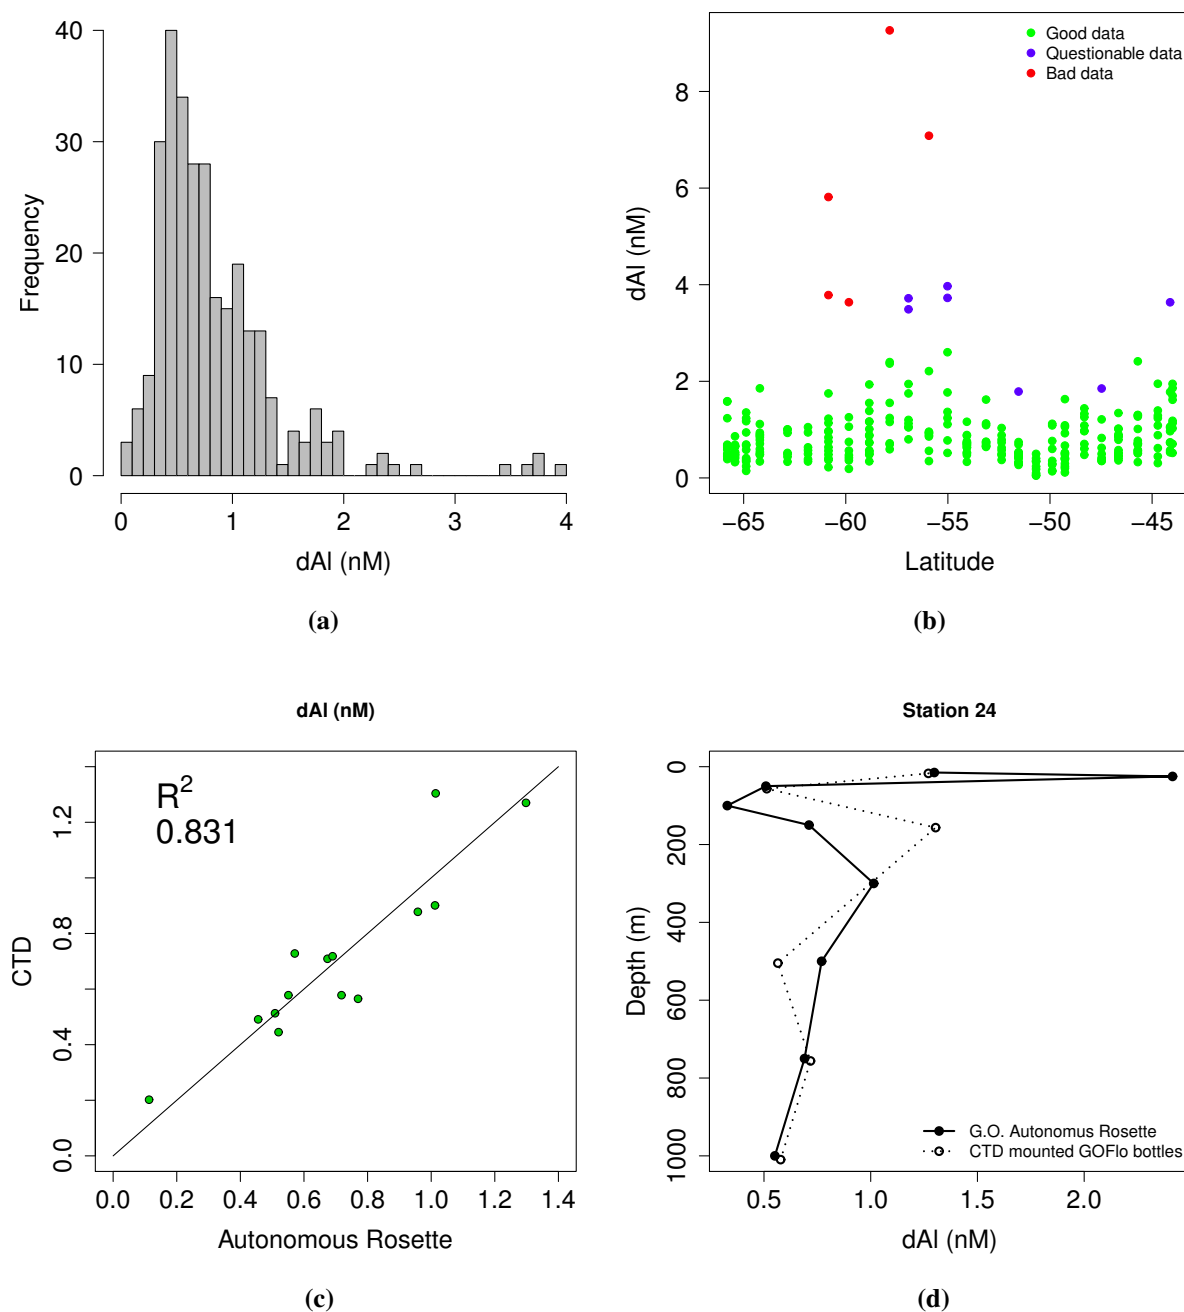 40
30
20
10
0
Frequency
0 1 2 3 4
dAl (nM)
(a)
Good data
Questionable data
Bad data
8
6
4
2
0
dAl (nM)
−65 −60 −55 −50 −45
Latitude
(b)
dAl (nM)
R2
0.831
1.2
0.8
0.4
0.0
CTD
0.0 0.2 0.4 0.6 0.8 1.0 1.2 1.4
Autonomous Rosette
(c)
Station 24
0
200
400
600
800
1000
Depth (m)
G.O. Autonomus Rosette
CTD mounted GOFlo bottles
0.5 1.0 1.5 2.0
dAl (nM)
(d)